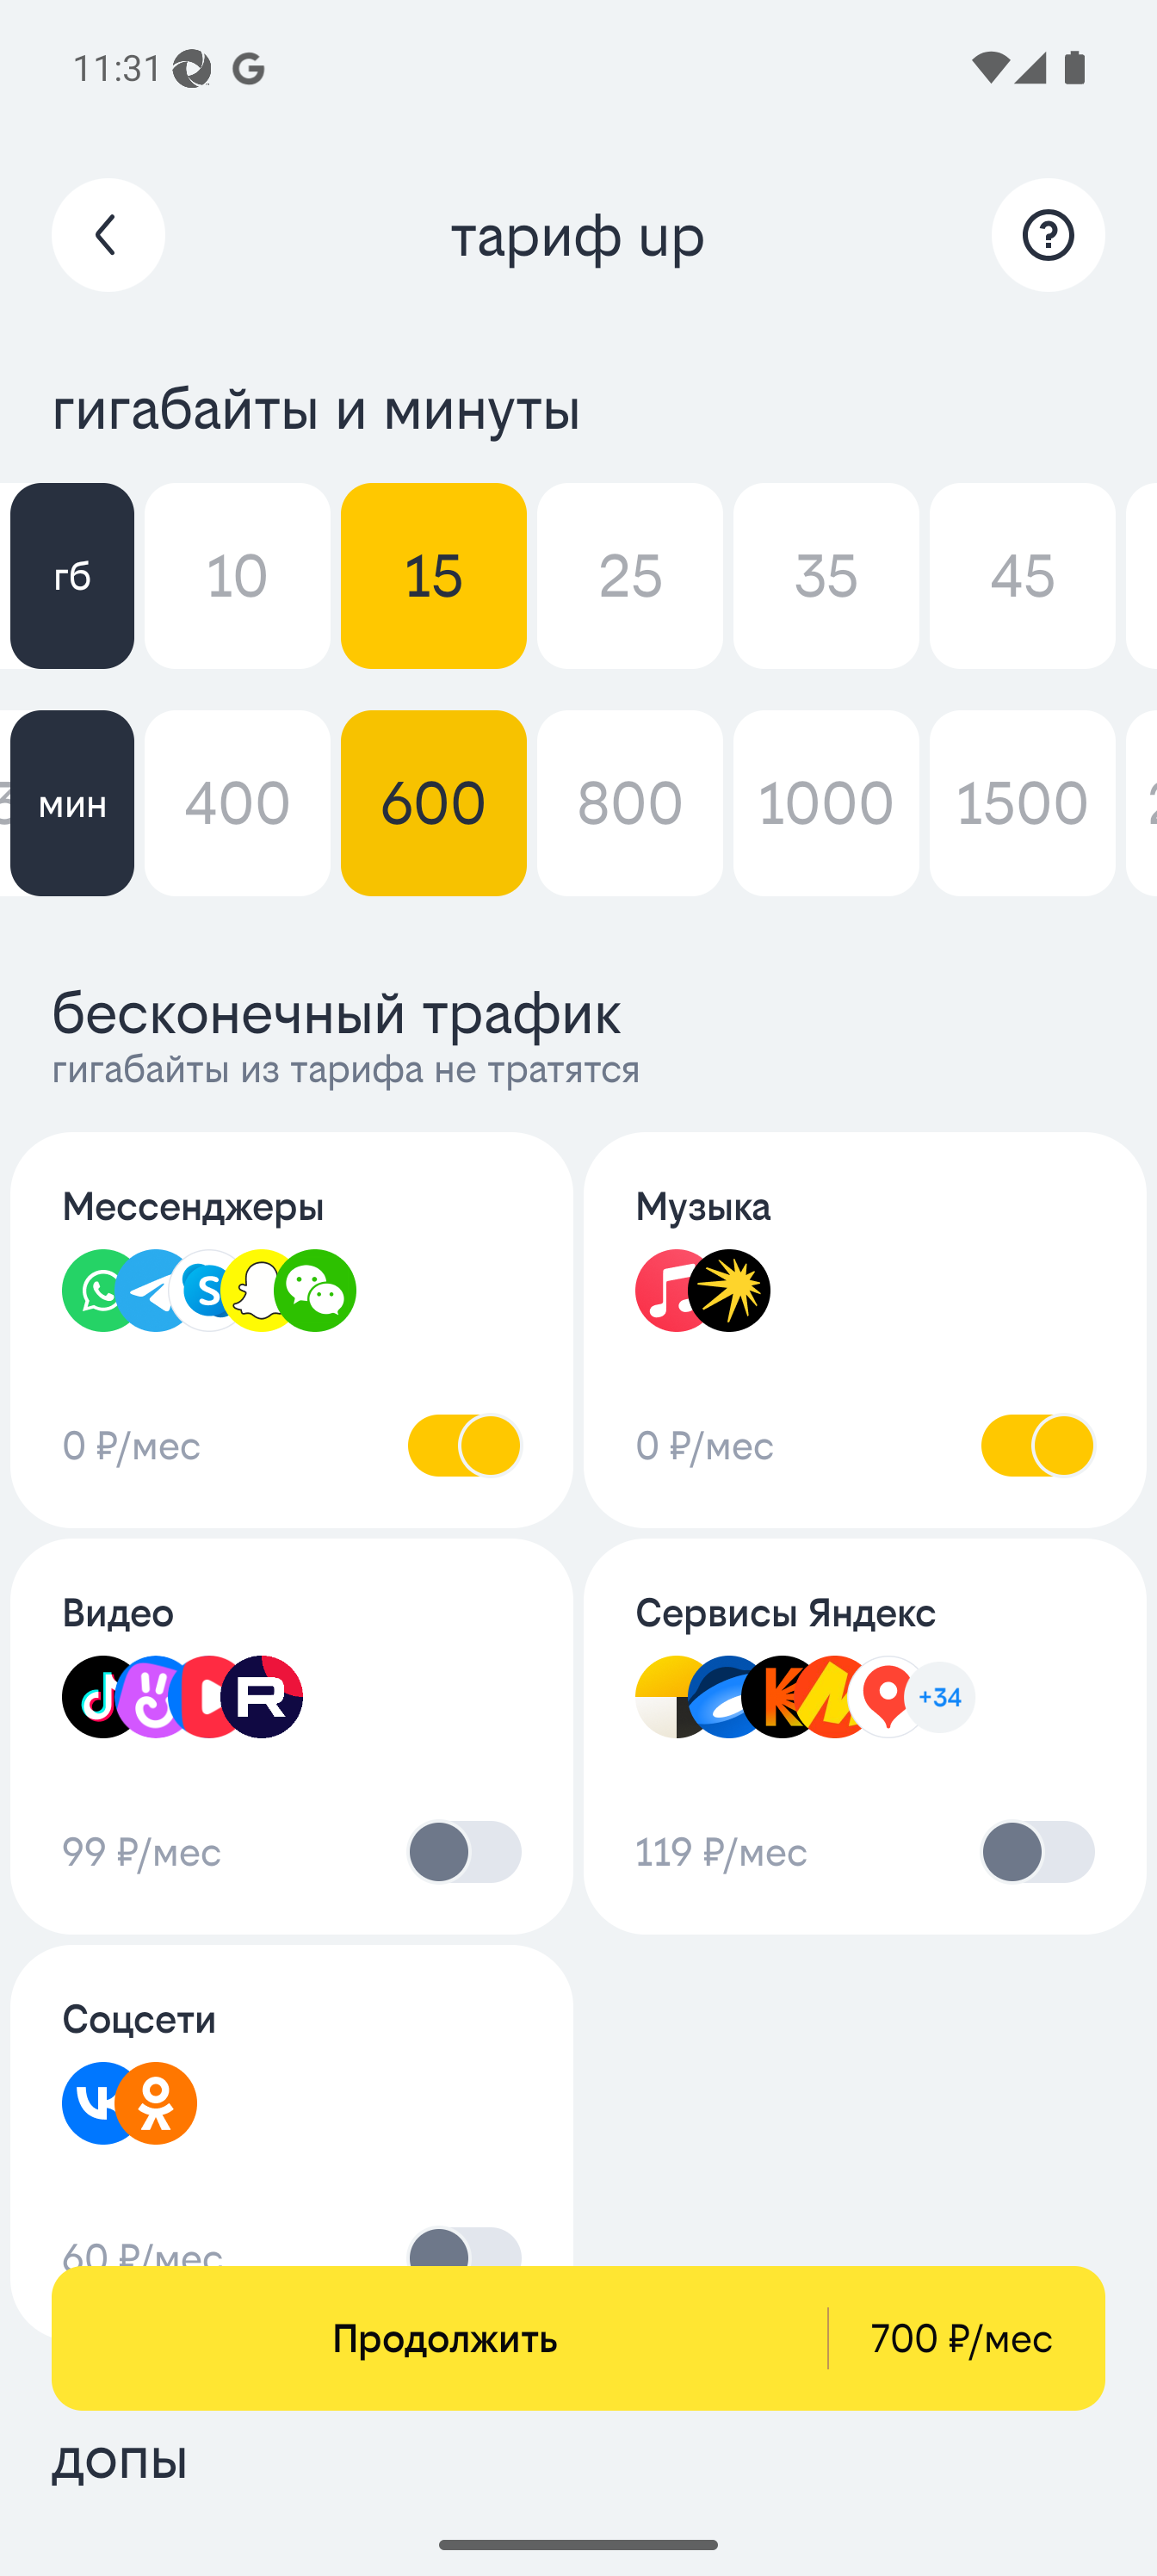 11:31
тариф up
гигабайты и минуты
гб 10 15 25 35 45
мин 400 600 800 1000 1500
бесконечный трафик
гигабайты из тарифа не тратятся
Мессенджеры
0 ₽/мес
Музыка
0 ₽/мес
Видео
99 ₽/мес
Сервисы Яндекс
+34
119 ₽/мес
Соцсети
60 ₽/мес
Продолжить 700 ₽/мес
допы